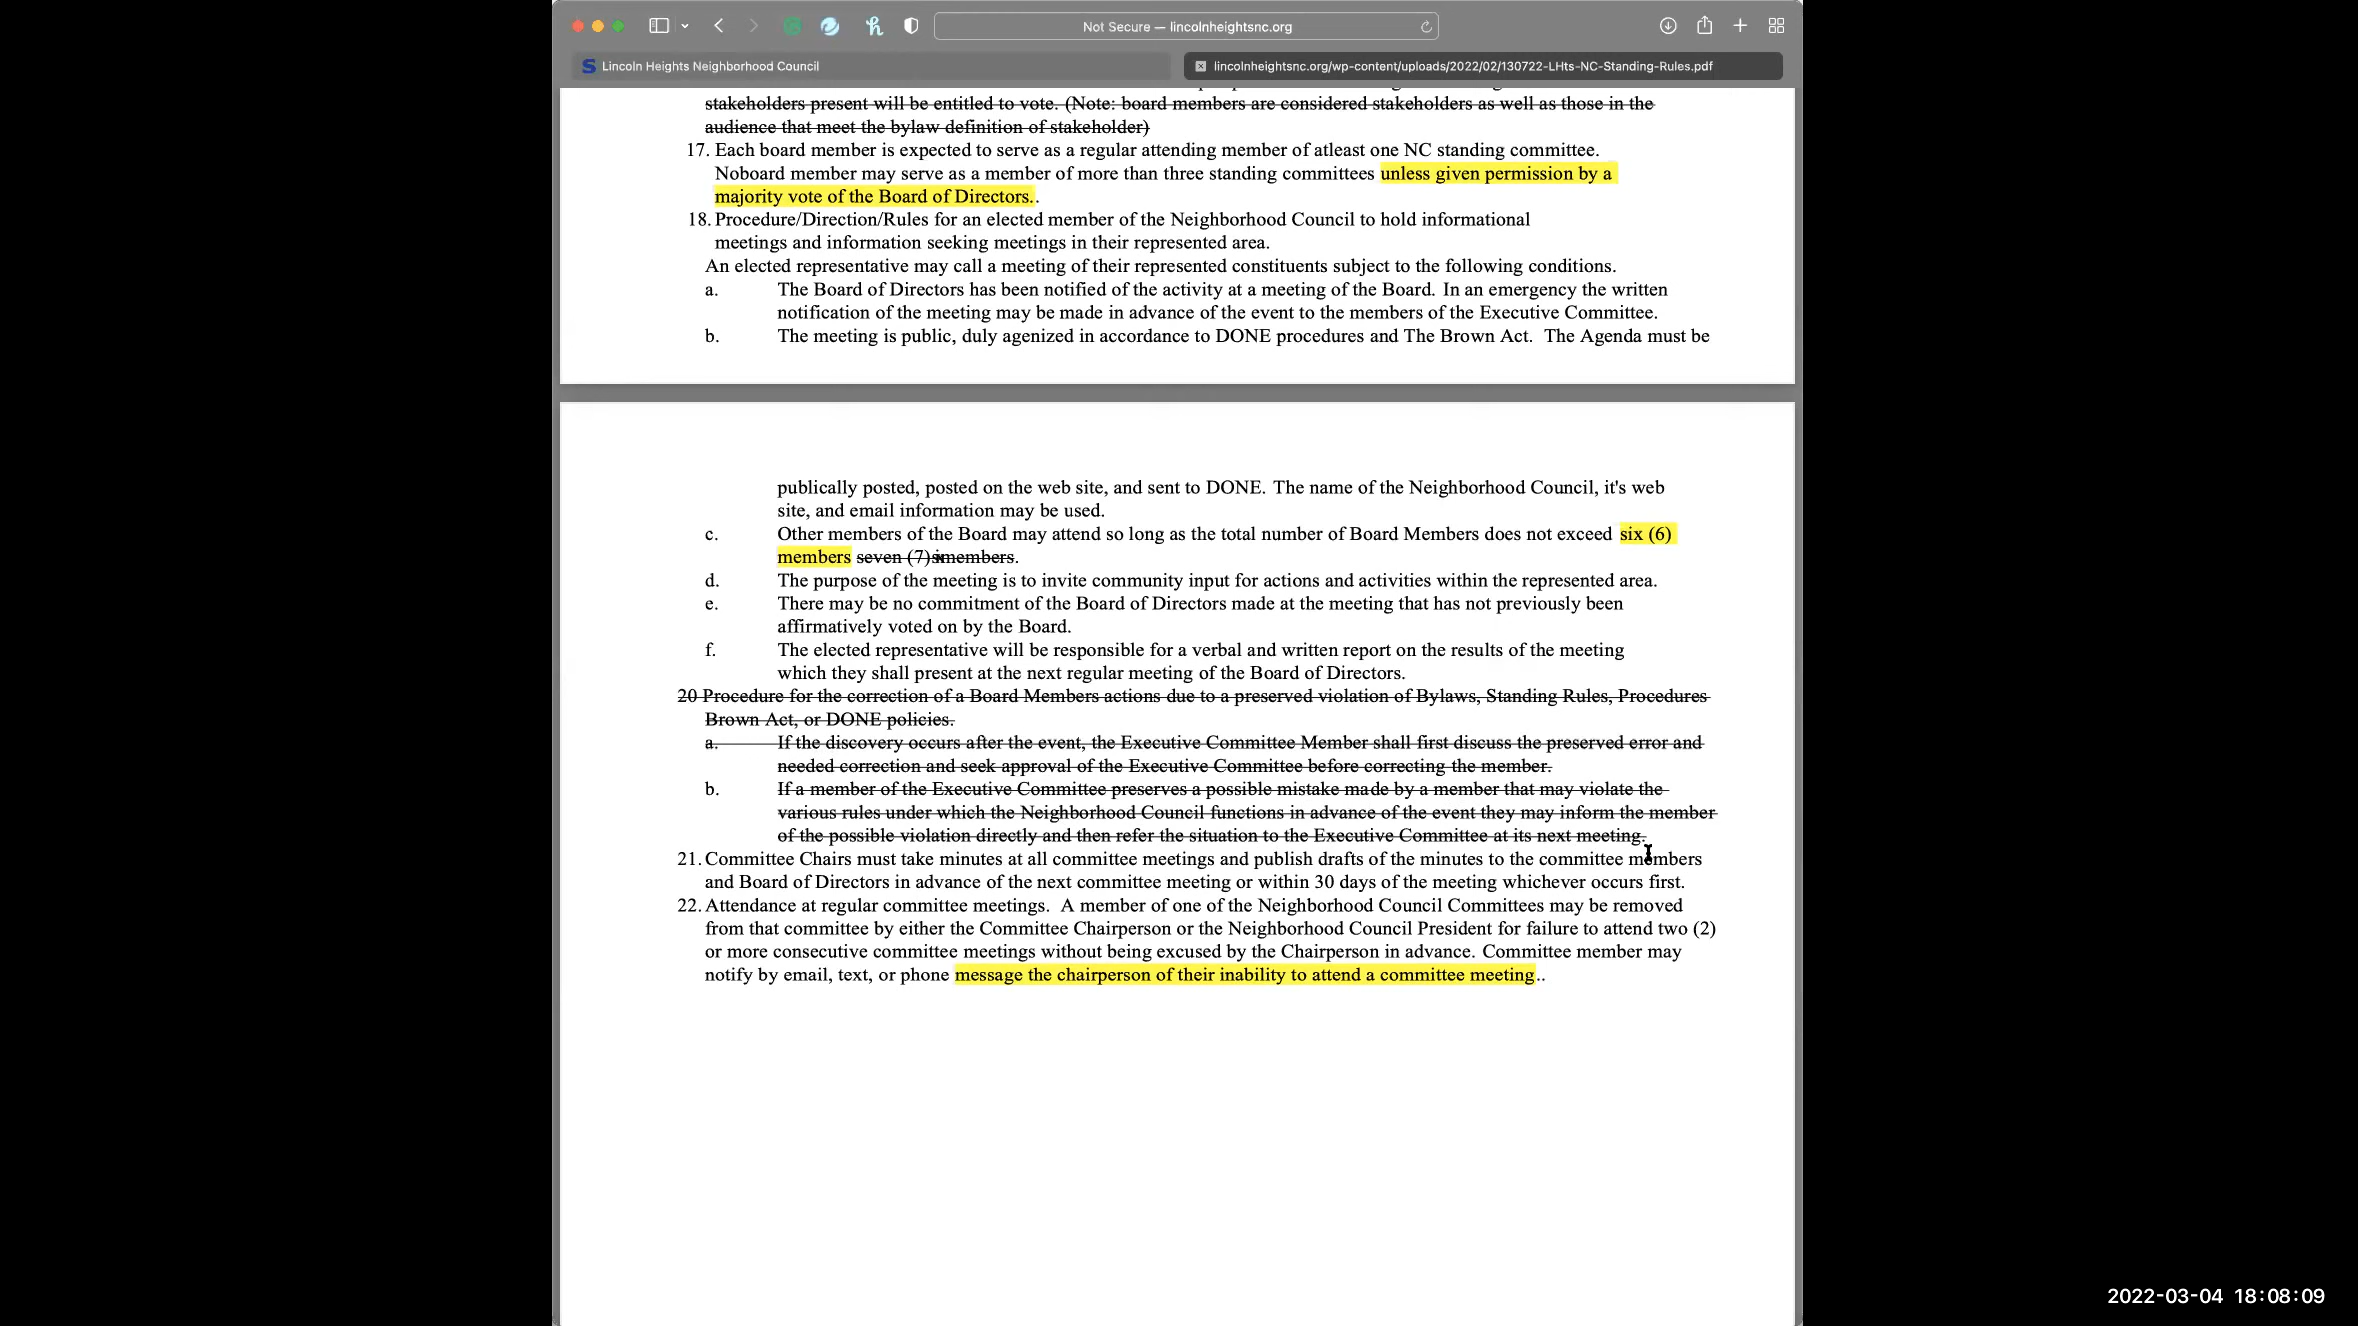 Not Secure — lincolnheightsnc.org
Lincoln Heights Neighborhood Council
lincolnheightsnc.org/wp-content/uploads/2022/02/130722-LHts-NC-Standing-Rules.pdf
stakeholders present will be entitled to vote. (Note: board members are considered stakeholders as well as those in the
audience that meet the bylaw definition of stakeholder)
17. Each board member is expected to serve as a regular attending member of atleast one NC standing committee.
Noboard member may serve as a member of more than three standing committees unless given permission by a
majority vote of the Board of Directors..
18. Procedure/Direction/Rules for an elected member of the Neighborhood Council to hold informational
meetings and information seeking meetings in their represented area.
An elected representative may call a meeting of their represented constituents subject to the following conditions.
a. The Board of Directors has been notified of the activity at a meeting of the Board. In an emergency the written
notification of the meeting may be made in advance of the event to the members of the Executive Committee.
b. The meeting is public, duly agenized in accordance to DONE procedures and The Brown Act. The Agenda must be
publically posted, posted on the web site, and sent to DONE. The name of the Neighborhood Council, it's web
site, and email information may be used.
c. Other members of the Board may attend so long as the total number of Board Members does not exceed six (6)
members seven (7) members.
d. The purpose of the meeting is to invite community input for actions and activities within the represented area.
e. There may be no commitment of the Board of Directors made at the meeting that has not previously been
affirmatively voted on by the Board.
f. The elected representative will be responsible for a verbal and written report on the results of the meeting
which they shall present at the next regular meeting of the Board of Directors.
20 Procedure for the correction of a Board Members actions due to a preserved violation of Bylaws, Standing Rules, Procedures
Brown Act, or DONE policies.
a. If the discovery occurs after the event, the Executive Committee Member shall first discuss the preserved error and
needed correction and seek approval of the Executive Committee before correcting the member.
b. If a member of the Executive Committee preserves a possible mistake made by a member that may violate the
various rules under which the Neighborhood Council functions in advance of the event they may inform the member
of the possible violation directly and then refer the situation to the Executive Committee at its next meeting.
21. Committee Chairs must take minutes at all committee meetings and publish drafts of the minutes to the committee members
and Board of Directors in advance of the next committee meeting or within 30 days of the meeting whichever occurs first.
22. Attendance at regular committee meetings. A member of one of the Neighborhood Council Committees may be removed
from that committee by either the Committee Chairperson or the Neighborhood Council President for failure to attend two (2)
or more consecutive committee meetings without being excused by the Chairperson in advance. Committee member may
notify by email, text, or phone message the chairperson of their inability to attend a committee meeting..
2022-03-04 18:08:09